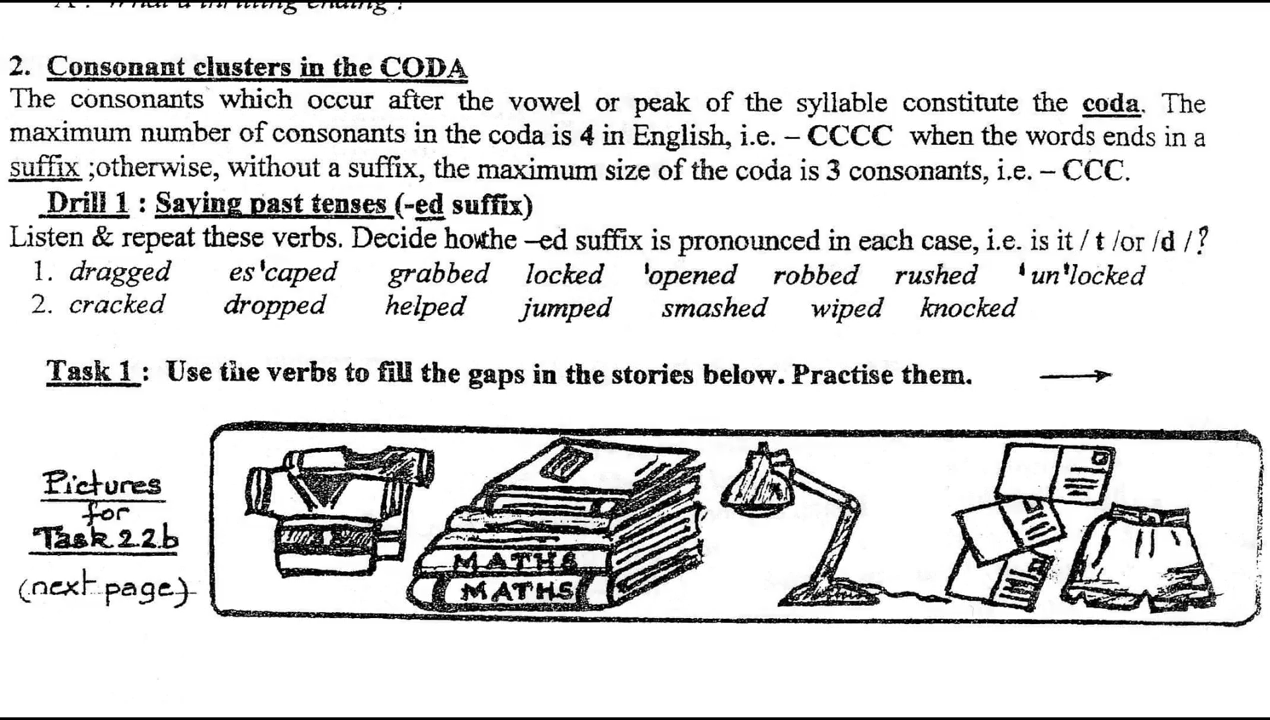 A : What a thrilling ending !
2. Consonant clusters in the CODA
The consonants which occur after the vowel or peak of the syllable constitute the coda. The
maximum number of consonants in the coda is 4 in English, i.e. – CCCC when the words ends in a
suffix ;otherwise, without a suffix, the maximum size of the coda is 3 consonants, i.e. – CCC.
Drill 1 : Saying past tenses (-ed suffix)
Listen & repeat these verbs. Decide how the –ed suffix is pronounced in each case, i.e. is it / t /or /d /?
1. dragged es'caped grabbed locked 'opened robbed rushed 'un'locked
2. cracked dropped helped jumped smashed wiped knocked
Task 1 : Use the verbs to fill the gaps in the stories below. Practise them. →
Pictures
for
Task 22b
(next page)
MATHS
MATHS